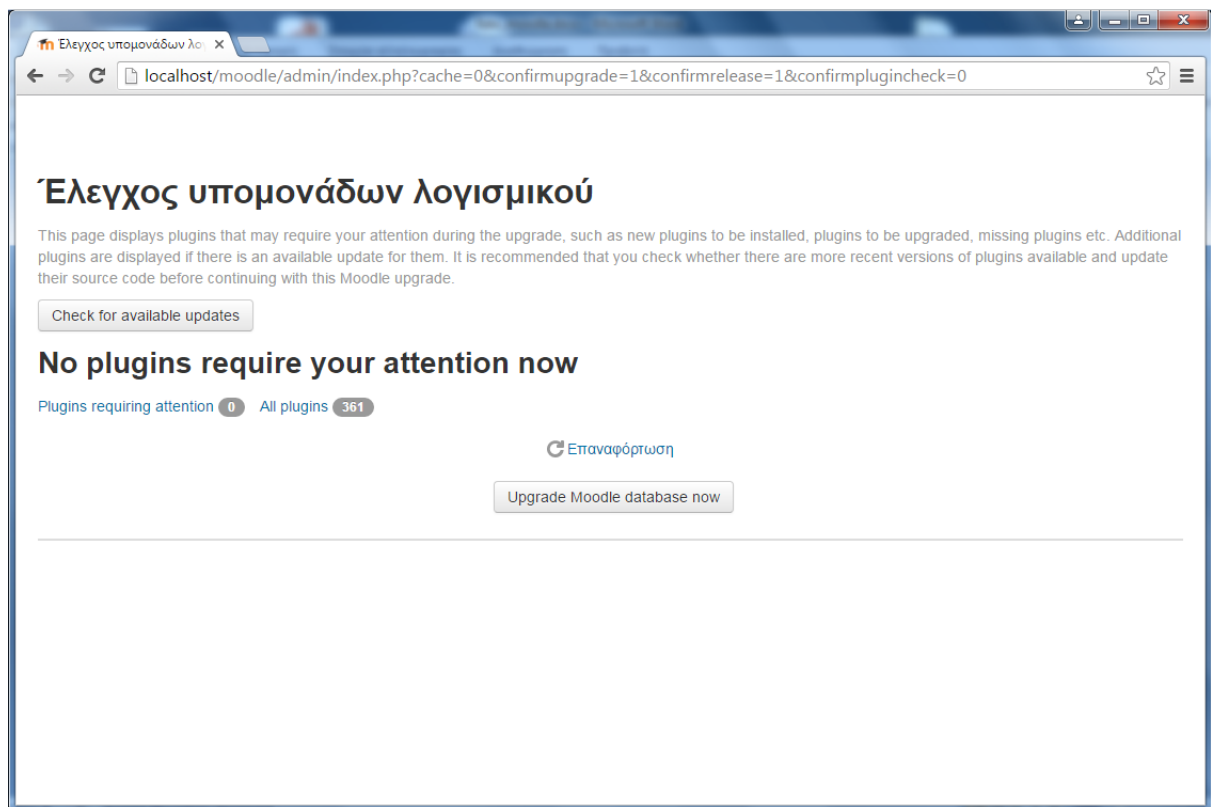 Έλεγχος υπομονάδων λο
localhost/moodle/admin/index.php?cache=0&confirmupgrade=1&confirmrelease=1&confirmplugincheck=0
Έλεγχος υπομονάδων λογισμικού
This page displays plugins that may require your attention during the upgrade, such as new plugins to be installed, plugins to be upgraded, missing plugins etc. Additional
plugins are displayed if there is an available update for them. It is recommended that you check whether there are more recent versions of plugins available and update
their source code before continuing with this Moodle upgrade.
Check for available updates
No plugins require your attention now
Plugins requiring attention 0 All plugins 361
Επαναφόρτωση
Upgrade Moodle database now